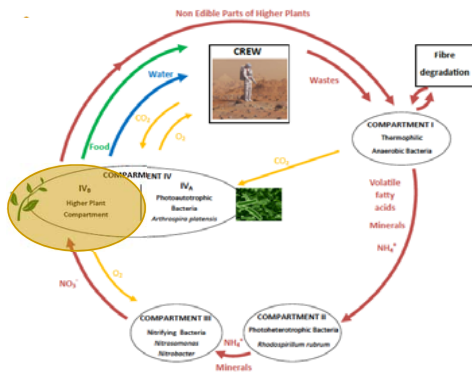 Non Edible Parts of Higher Plants
CREW
Fibre
degradation
Water
Wastes
CO2
O2
Food
COMPARTMENT I
Thermophilic
Anaerobic Bacteria
CO2
COMPARMENT IV
IVB
Higher Plant
Compartment
IVA
Photoautotrophic
Bacteria
Arthrospira platensis
Volatile
fatty
acids
Minerals
NH4+
O2
NO3-
COMPARTMENT III
Nitrifying Bacteria
Nitrosomonas
Nitrobacter
NH4+
Minerals
COMPARTMENT II
Photoheterotrophic Bacteria
Rhodospirillum rubrum